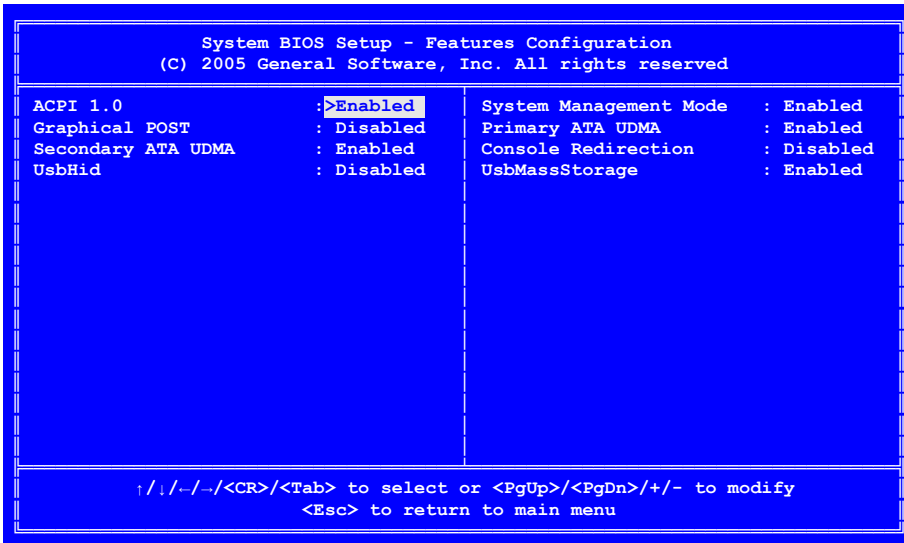 System BIOS Setup - Features Configuration
(C) 2005 General Software, Inc. All rights reserved
ACPI 1.0 :>Enabled System Management Mode : Enabled
Graphical POST : Disabled Primary ATA UDMA : Enabled
Secondary ATA UDMA : Enabled Console Redirection : Disabled
UsbHid : Disabled UsbMassStorage : Enabled
↑/↓/←/→/<CR>/<Tab> to select or <PgUp>/<PgDn>/+/- to modify
<Esc> to return to main menu